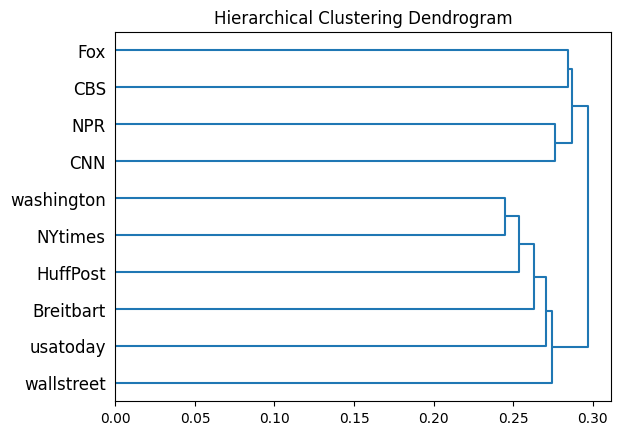 Hierarchical Clustering Dendrogram
Fox
CBS
NPR
CNN
washington
NYtimes
HuffPost
Breitbart
usatoday
wallstreet
0.00 0.05 0.10 0.15 0.20 0.25 0.30